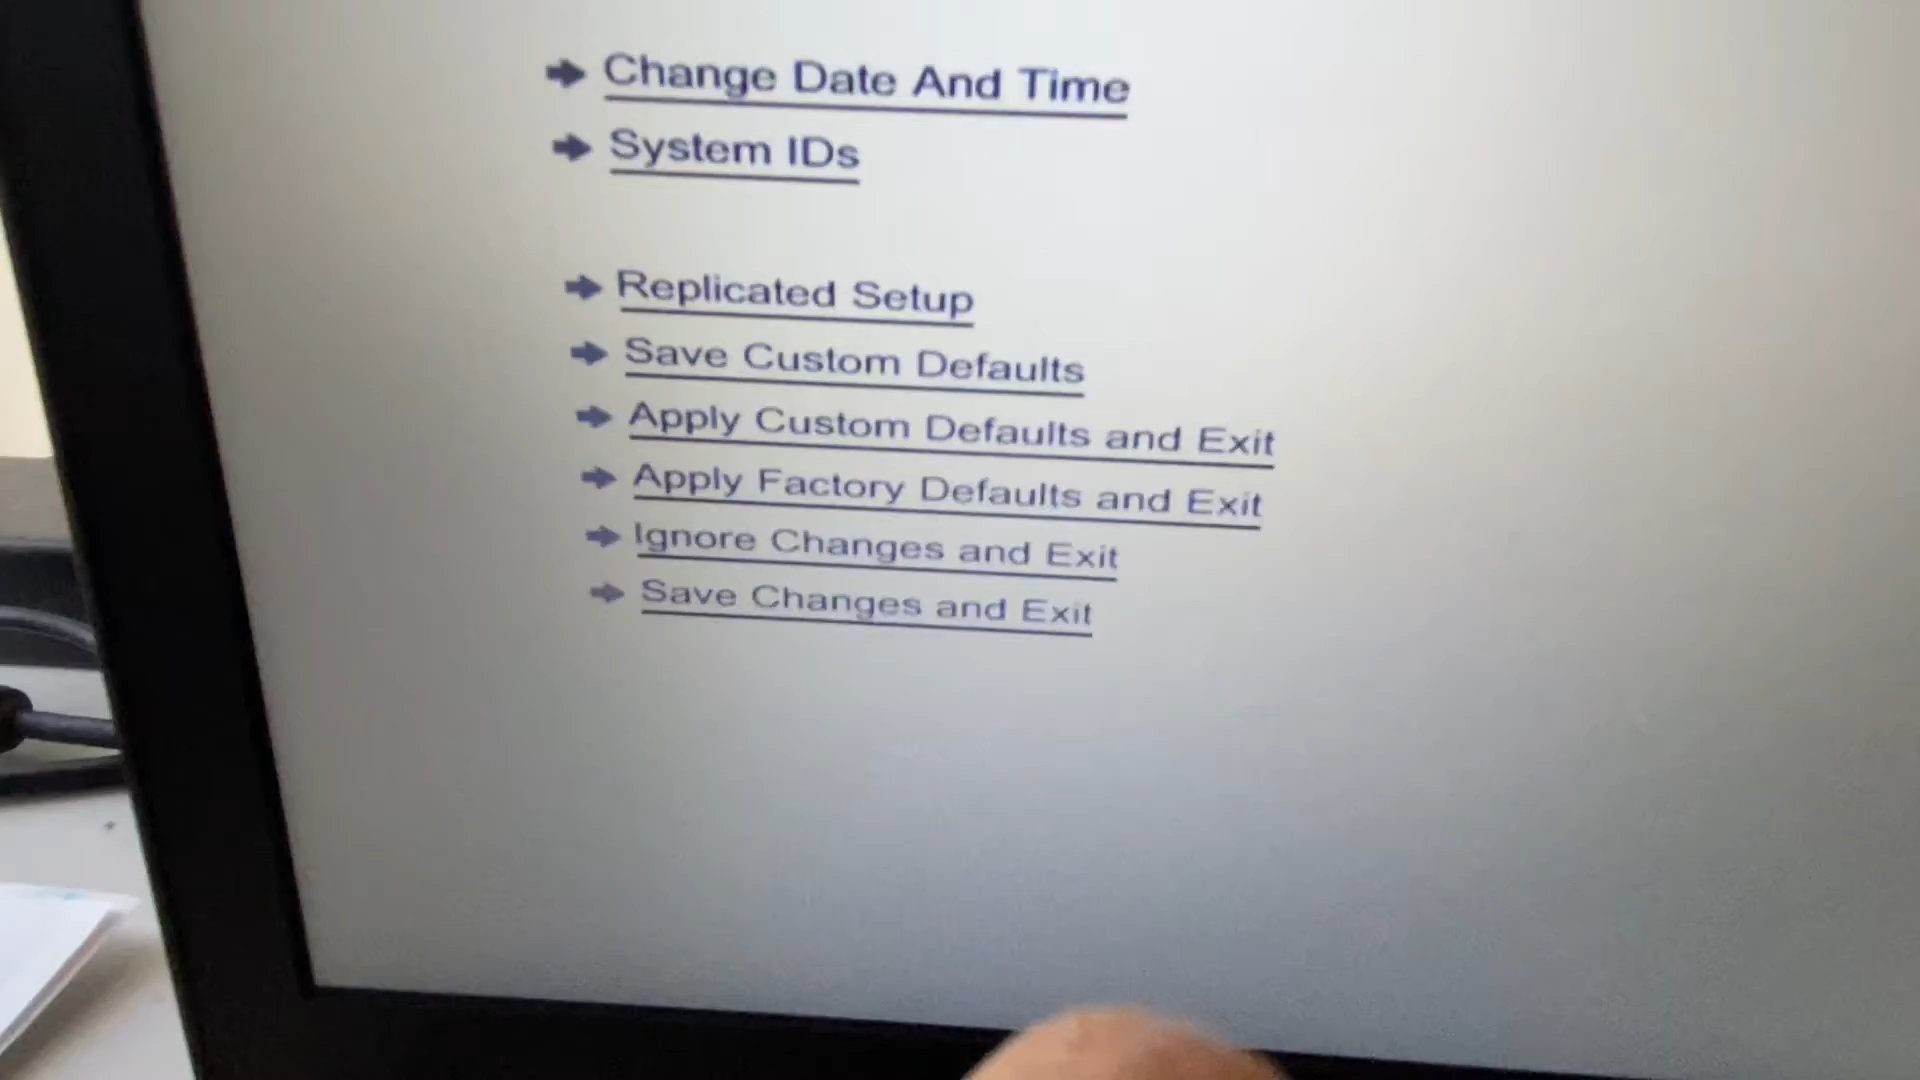 Change Date And Time
System IDs
Replicated Setup
Save Custom Defaults
Apply Custom Defaults and Exit
Apply Factory Defaults and Exit
Ignore Changes and Exit
Save Changes and Exit